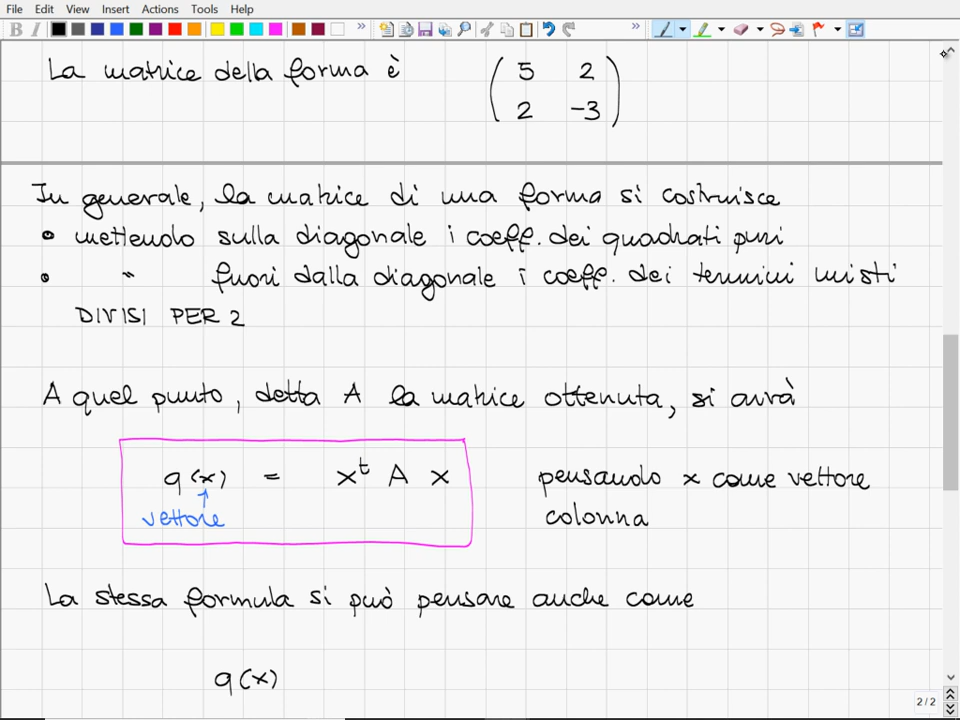 File Edit View Insert Actions Tools Help
B I
La matrice della forma è ( 5 2
2 -3 )
In generale, la matrice di una forma si costruisce
• mettendo sulla diagonale i coeff. dei quadrati puri
• " fuori dalla diagonale i coeff. dei termini misti
DIVISI PER 2
A quel punto, detta A la matrice ottenuta, si avrà
q(x) = x^t A x pensando x come vettore
vettore colonna
La stessa formula si può pensare anche come
q(x)
2 / 2